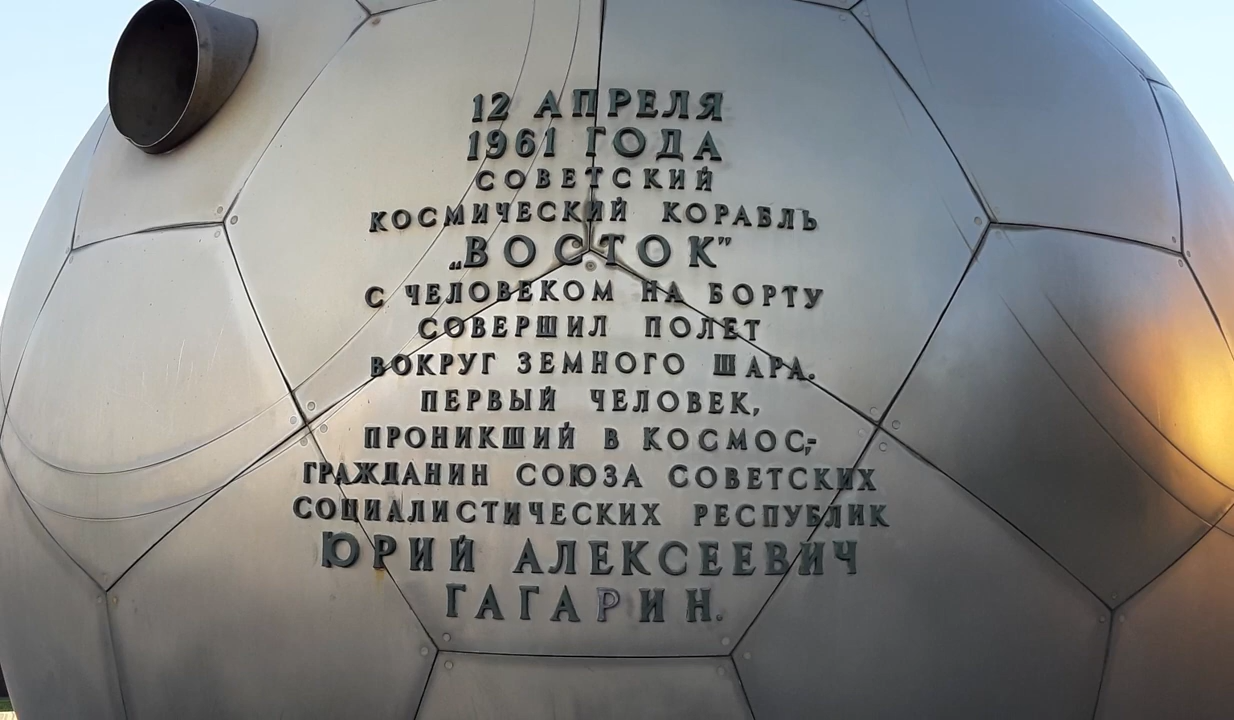 12 АПРЕЛЯ
1961 ГОДА
СОВЕТСКИЙ
КОСМИЧЕСКИЙ КОРАБЛЬ
„ВОСТОК”
С ЧЕЛОВЕКОМ НА БОРТУ
СОВЕРШИЛ ПОЛЕТ
ВОКРУГ ЗЕМНОГО ШАРА.
ПЕРВЫЙ ЧЕЛОВЕК,
ПРОНИКШИЙ В КОСМОС,-
ГРАЖДАНИН СОЮЗА СОВЕТСКИХ
СОЦИАЛИСТИЧЕСКИХ РЕСПУБЛИК
ЮРИЙ АЛЕКСЕЕВИЧ
ГАГАРИН.